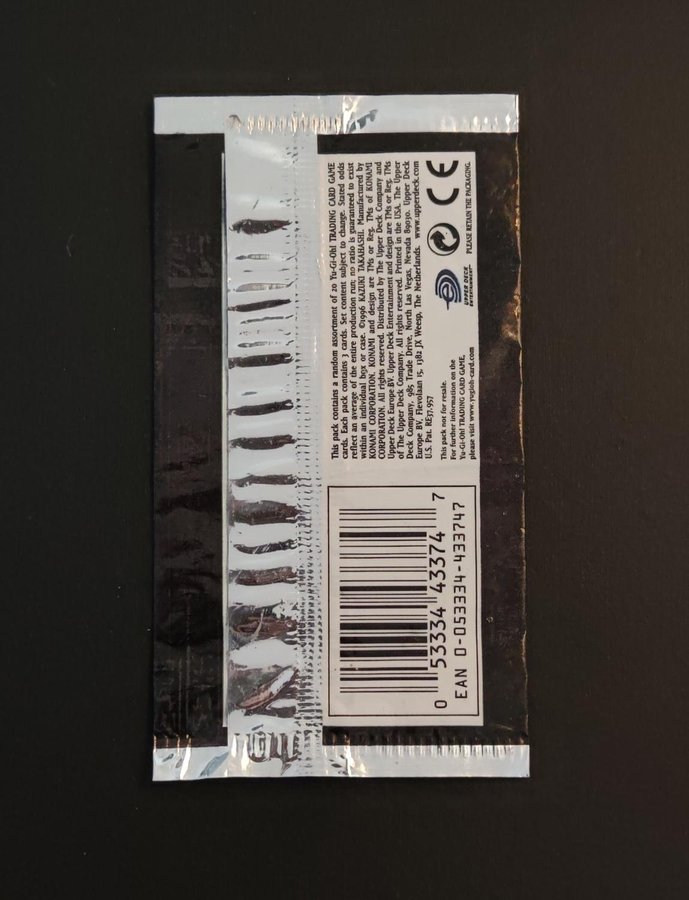 This pack contains a random assortment of 20 Yu-Gi-Oh! TRADING CARD GAME
cards. Each pack contains 3 cards. Set content subject to change. Stated odds
reflect an average of the entire production run; no ratio is guaranteed to exist
within an individual box or case. ©1996 KAZUKI TAKAHASHI. Manufactured by
KONAMI CORPORATION. KONAMI and design are TMs or Reg. TMs of KONAMI
CORPORATION. All rights reserved. Distributed by The Upper Deck Company and
Upper Deck Europe BV. Upper Deck Entertainment and design are TMs or Reg. TMs
of The Upper Deck Company. All rights reserved. Printed in the USA. The Upper
Deck Company, 985 Trade Drive, North Las Vegas, Nevada 89030. Upper Deck
Europe BV, Flevolaan 15, 1382 JX Weesp, The Netherlands. www.upperdeck.com
U.S. Pat. RE37,957
This pack not for resale.
For further information on the
Yu-Gi-Oh! TRADING CARD GAME,
please visit www.yugioh-card.com
UPPER DECK
ENTERTAINMENT
CE
PLEASE RETAIN THE PACKAGING.
0 53334 43374 7
EAN 0-053334-433747